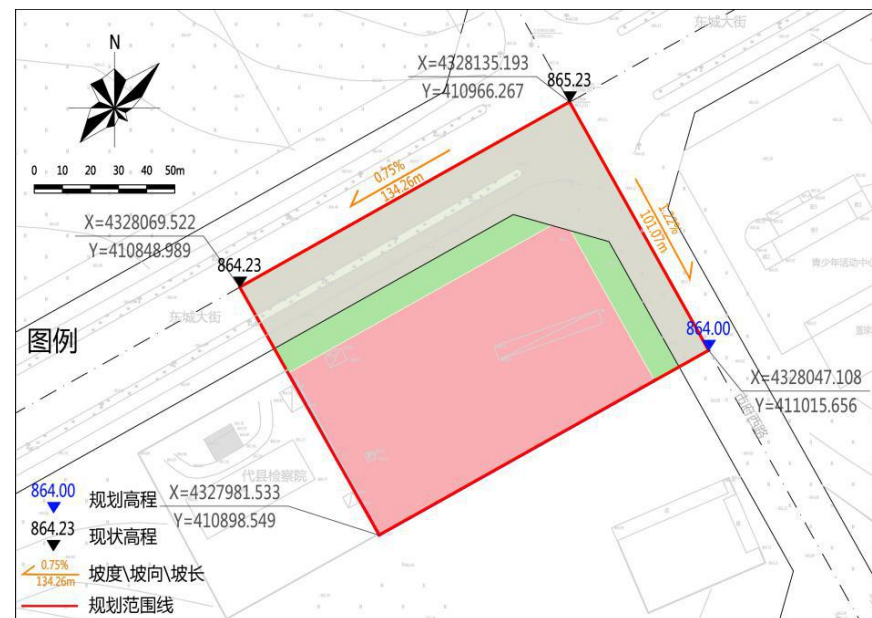 东城大街
X=4328135.193
865.23
N
Y=410966.267
0 10 20 30 40 50m
0.75%
134.26m
X=4328069.522
Y=410848.989
864.23
1.22%
101.07m
青少年活动中心
东城大街
图例
864.00
X=4328047.108
Y=411015.656
市府西路
代县检察院
864.00 规划高程
X=4327981.533
864.23 现状高程
Y=410898.549
0.75%
134.26m
坡度\坡向\坡长
规划范围线